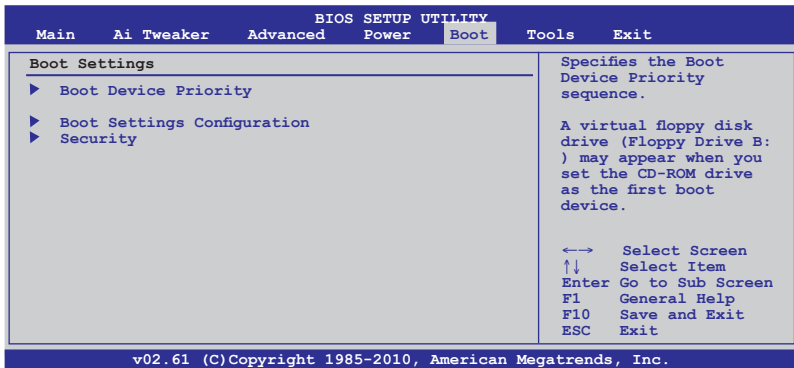 BIOS SETUP UTILITY
Main Ai Tweaker Advanced Power Boot Tools Exit
Boot Settings
Boot Device Priority
Boot Settings Configuration
Security
Specifies the Boot
Device Priority
sequence.
A virtual floppy disk
drive (Floppy Drive B:
) may appear when you
set the CD-ROM drive
as the first boot
device.
←→ Select Screen
↑↓ Select Item
Enter Go to Sub Screen
F1 General Help
F10 Save and Exit
ESC Exit
v02.61 (C)Copyright 1985-2010, American Megatrends, Inc.